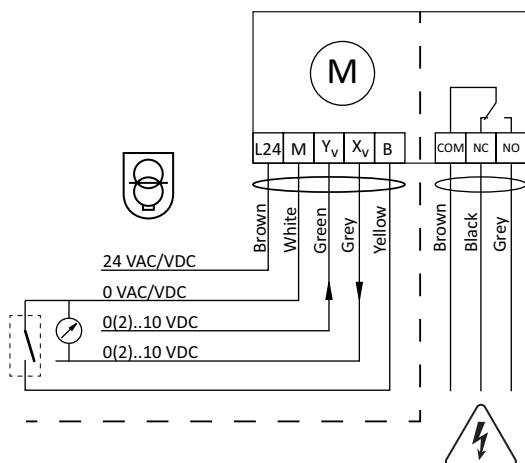 M
L24 M Yv Xv B COM NC NO
Brown White Green Grey Yellow Brown Black Grey
24 VAC/VDC
0 VAC/VDC
0(2)..10 VDC
0(2)..10 VDC